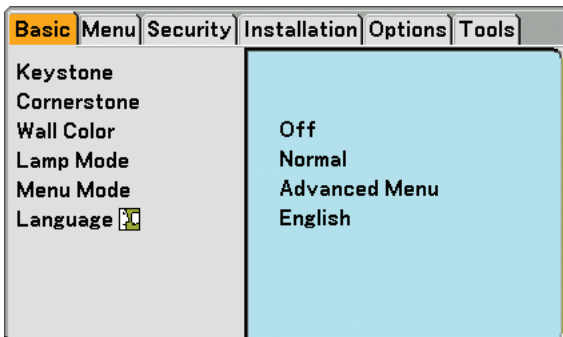 Basic Menu Security Installation Options Tools
Keystone
Cornerstone
Wall Color Off
Lamp Mode Normal
Menu Mode Advanced Menu
Language English